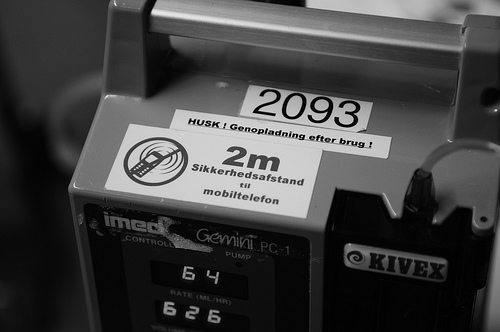 2093
HUSK ! Genopladning efter brug !
2m
Sikkerhedsafstand
til
mobiltelefon
imed
Gemini PC-1
CONTROL
PUMP
64
RATE (ML/HR)
626
KIVEX